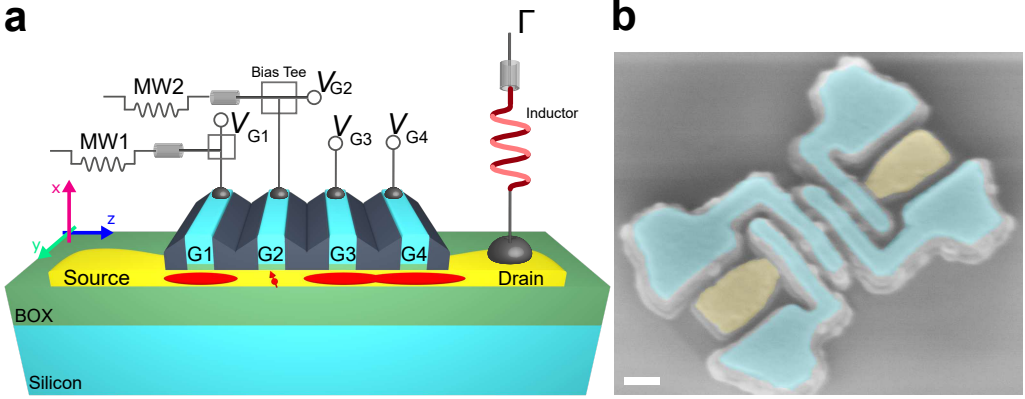 a
b
Γ
Bias Tee
MW2
VG2
VG1
VG3
VG4
Inductor
MW1
x
z
y
G1
G2
G3
G4
Source
Drain
BOX
Silicon